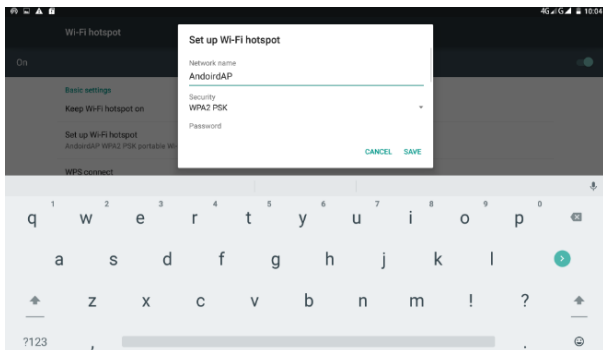 4G G 10:04
Wi-Fi hotspot
On
Basic settings
Keep Wi-Fi hotspot on
Set up Wi-Fi hotspot
AndoirdAP WPA2 PSK portable Wi
WPS connect
Set up Wi-Fi hotspot
Network name
AndoirdAP
Security
WPA2 PSK
Password
CANCEL SAVE
1 2 3 4 5 6 7 8 9 0
q w e r t y u i o p
a s d f g h j k l
z x c v b n m ! ?
?123 , .